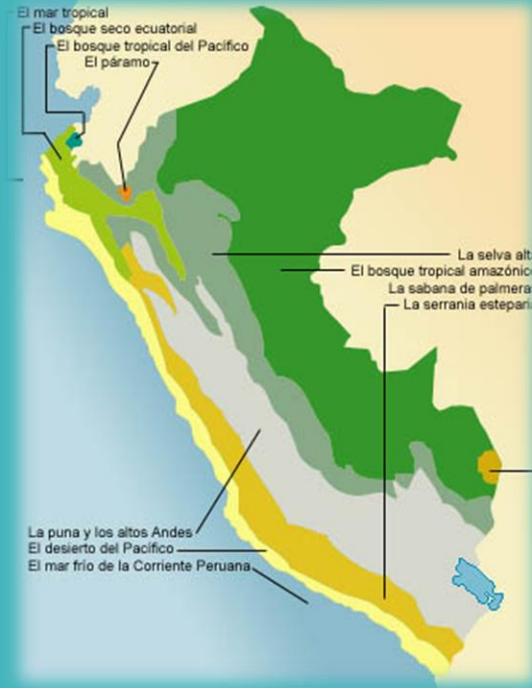 El mar tropical
El bosque seco ecuatorial
El bosque tropical del Pacífico
El páramo
La selva alt
El bosque tropical amazónic
La sabana de palmera
La serrania estepari
La puna y los altos Andes
El desierto del Pacífico
El mar frío de la Corriente Peruana